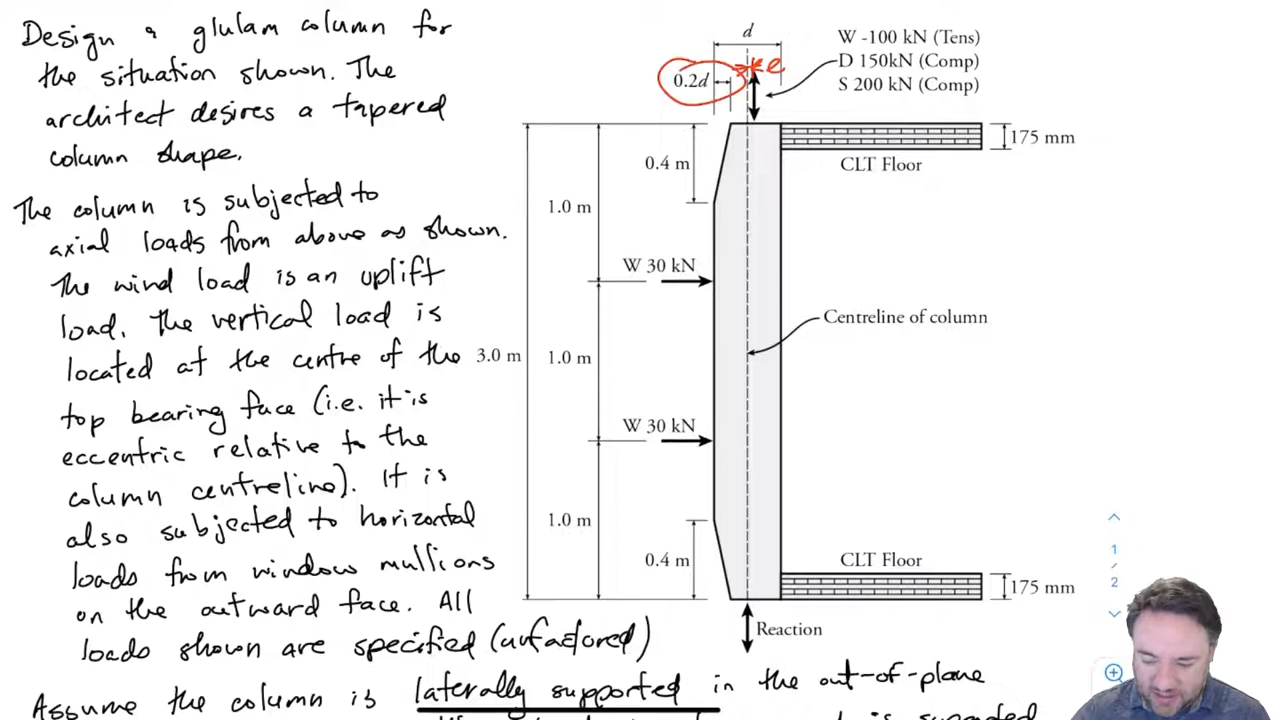 Design a glulam column for
the situation shown. The
architect desires a tapered
column shape.
The column is subjected to
axial loads from above as shown.
The wind load is an uplift
load. The vertical load is
located at the centre of the
top bearing face (i.e. it is
eccentric relative to the
column centreline). It is
also subjected to horizontal
loads from window mullions
on the outward face. All
loads shown are specified (unfactored)
Assume the column is laterally supported in the out-of-plane
d
0.2d
e
W -100 kN (Tens)
D 150kN (Comp)
S 200 kN (Comp)
175 mm
CLT Floor
0.4 m
1.0 m
W 30 kN
Centreline of column
3.0 m
1.0 m
W 30 kN
1.0 m
0.4 m
CLT Floor
175 mm
Reaction
1
/
2